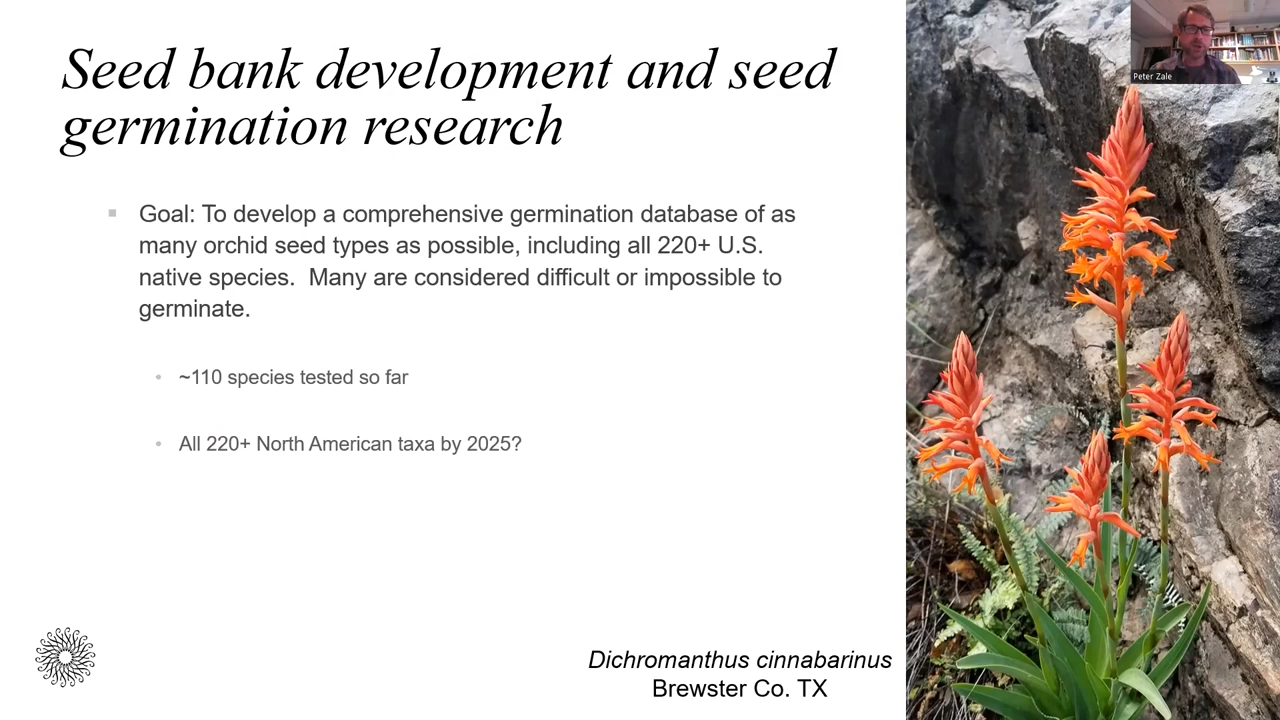 Seed bank development and seed
germination research
Goal: To develop a comprehensive germination database of as
many orchid seed types as possible, including all 220+ U.S.
native species.  Many are considered difficult or impossible to
germinate.
~110 species tested so far
All 220+ North American taxa by 2025?
Dichromanthus cinnabarinus
Brewster Co. TX
Peter Zale